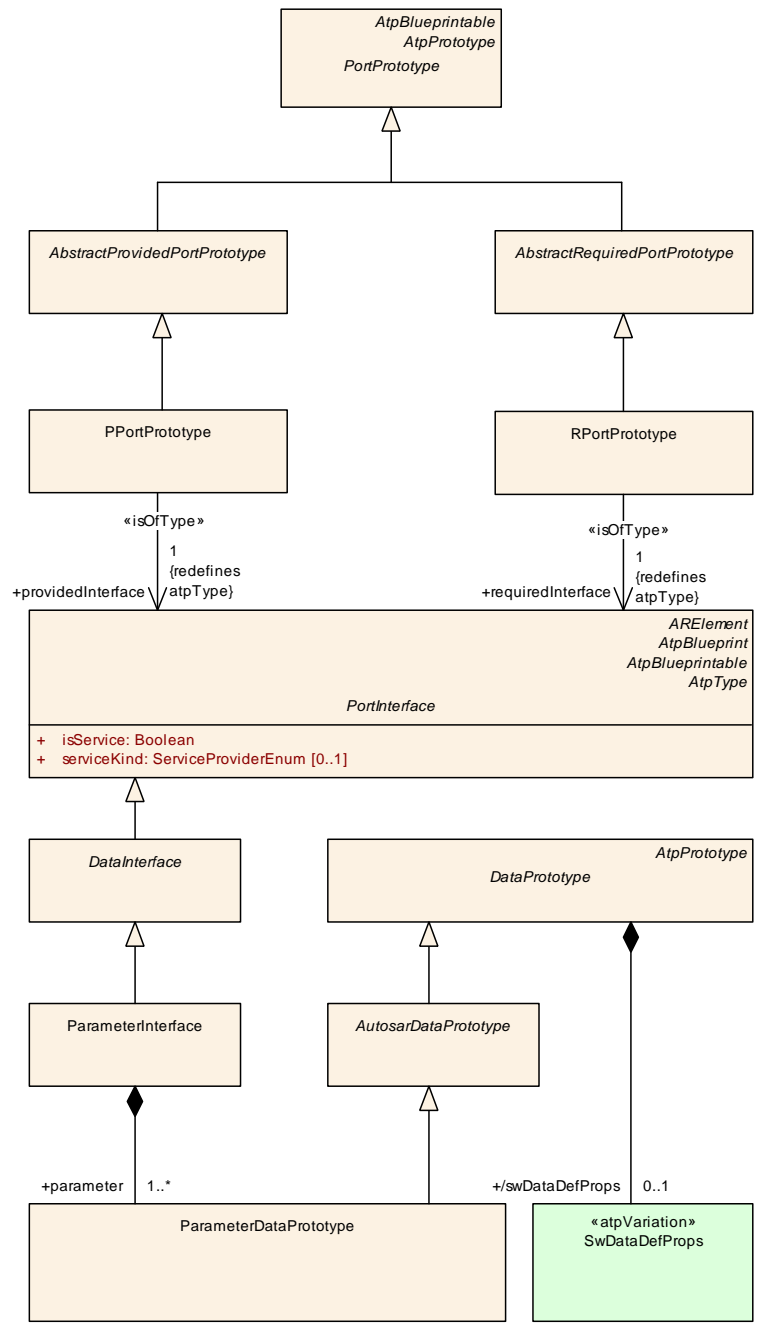 AtpBlueprintable
AtpPrototype
PortPrototype
AbstractProvidedPortPrototype
AbstractRequiredPortPrototype
PPortPrototype
RPortPrototype
«isOfType»
1
{redefines
atpType}
+providedInterface
«isOfType»
1
{redefines
atpType}
+requiredInterface
ARElement
AtpBlueprint
AtpBlueprintable
AtpType
PortInterface
+ isService: Boolean
+ serviceKind: ServiceProviderEnum [0..1]
DataInterface
AtpPrototype
DataPrototype
ParameterInterface
AutosarDataPrototype
+parameter 1..*
+/swDataDefProps 0..1
ParameterDataPrototype
«atpVariation»
SwDataDefProps